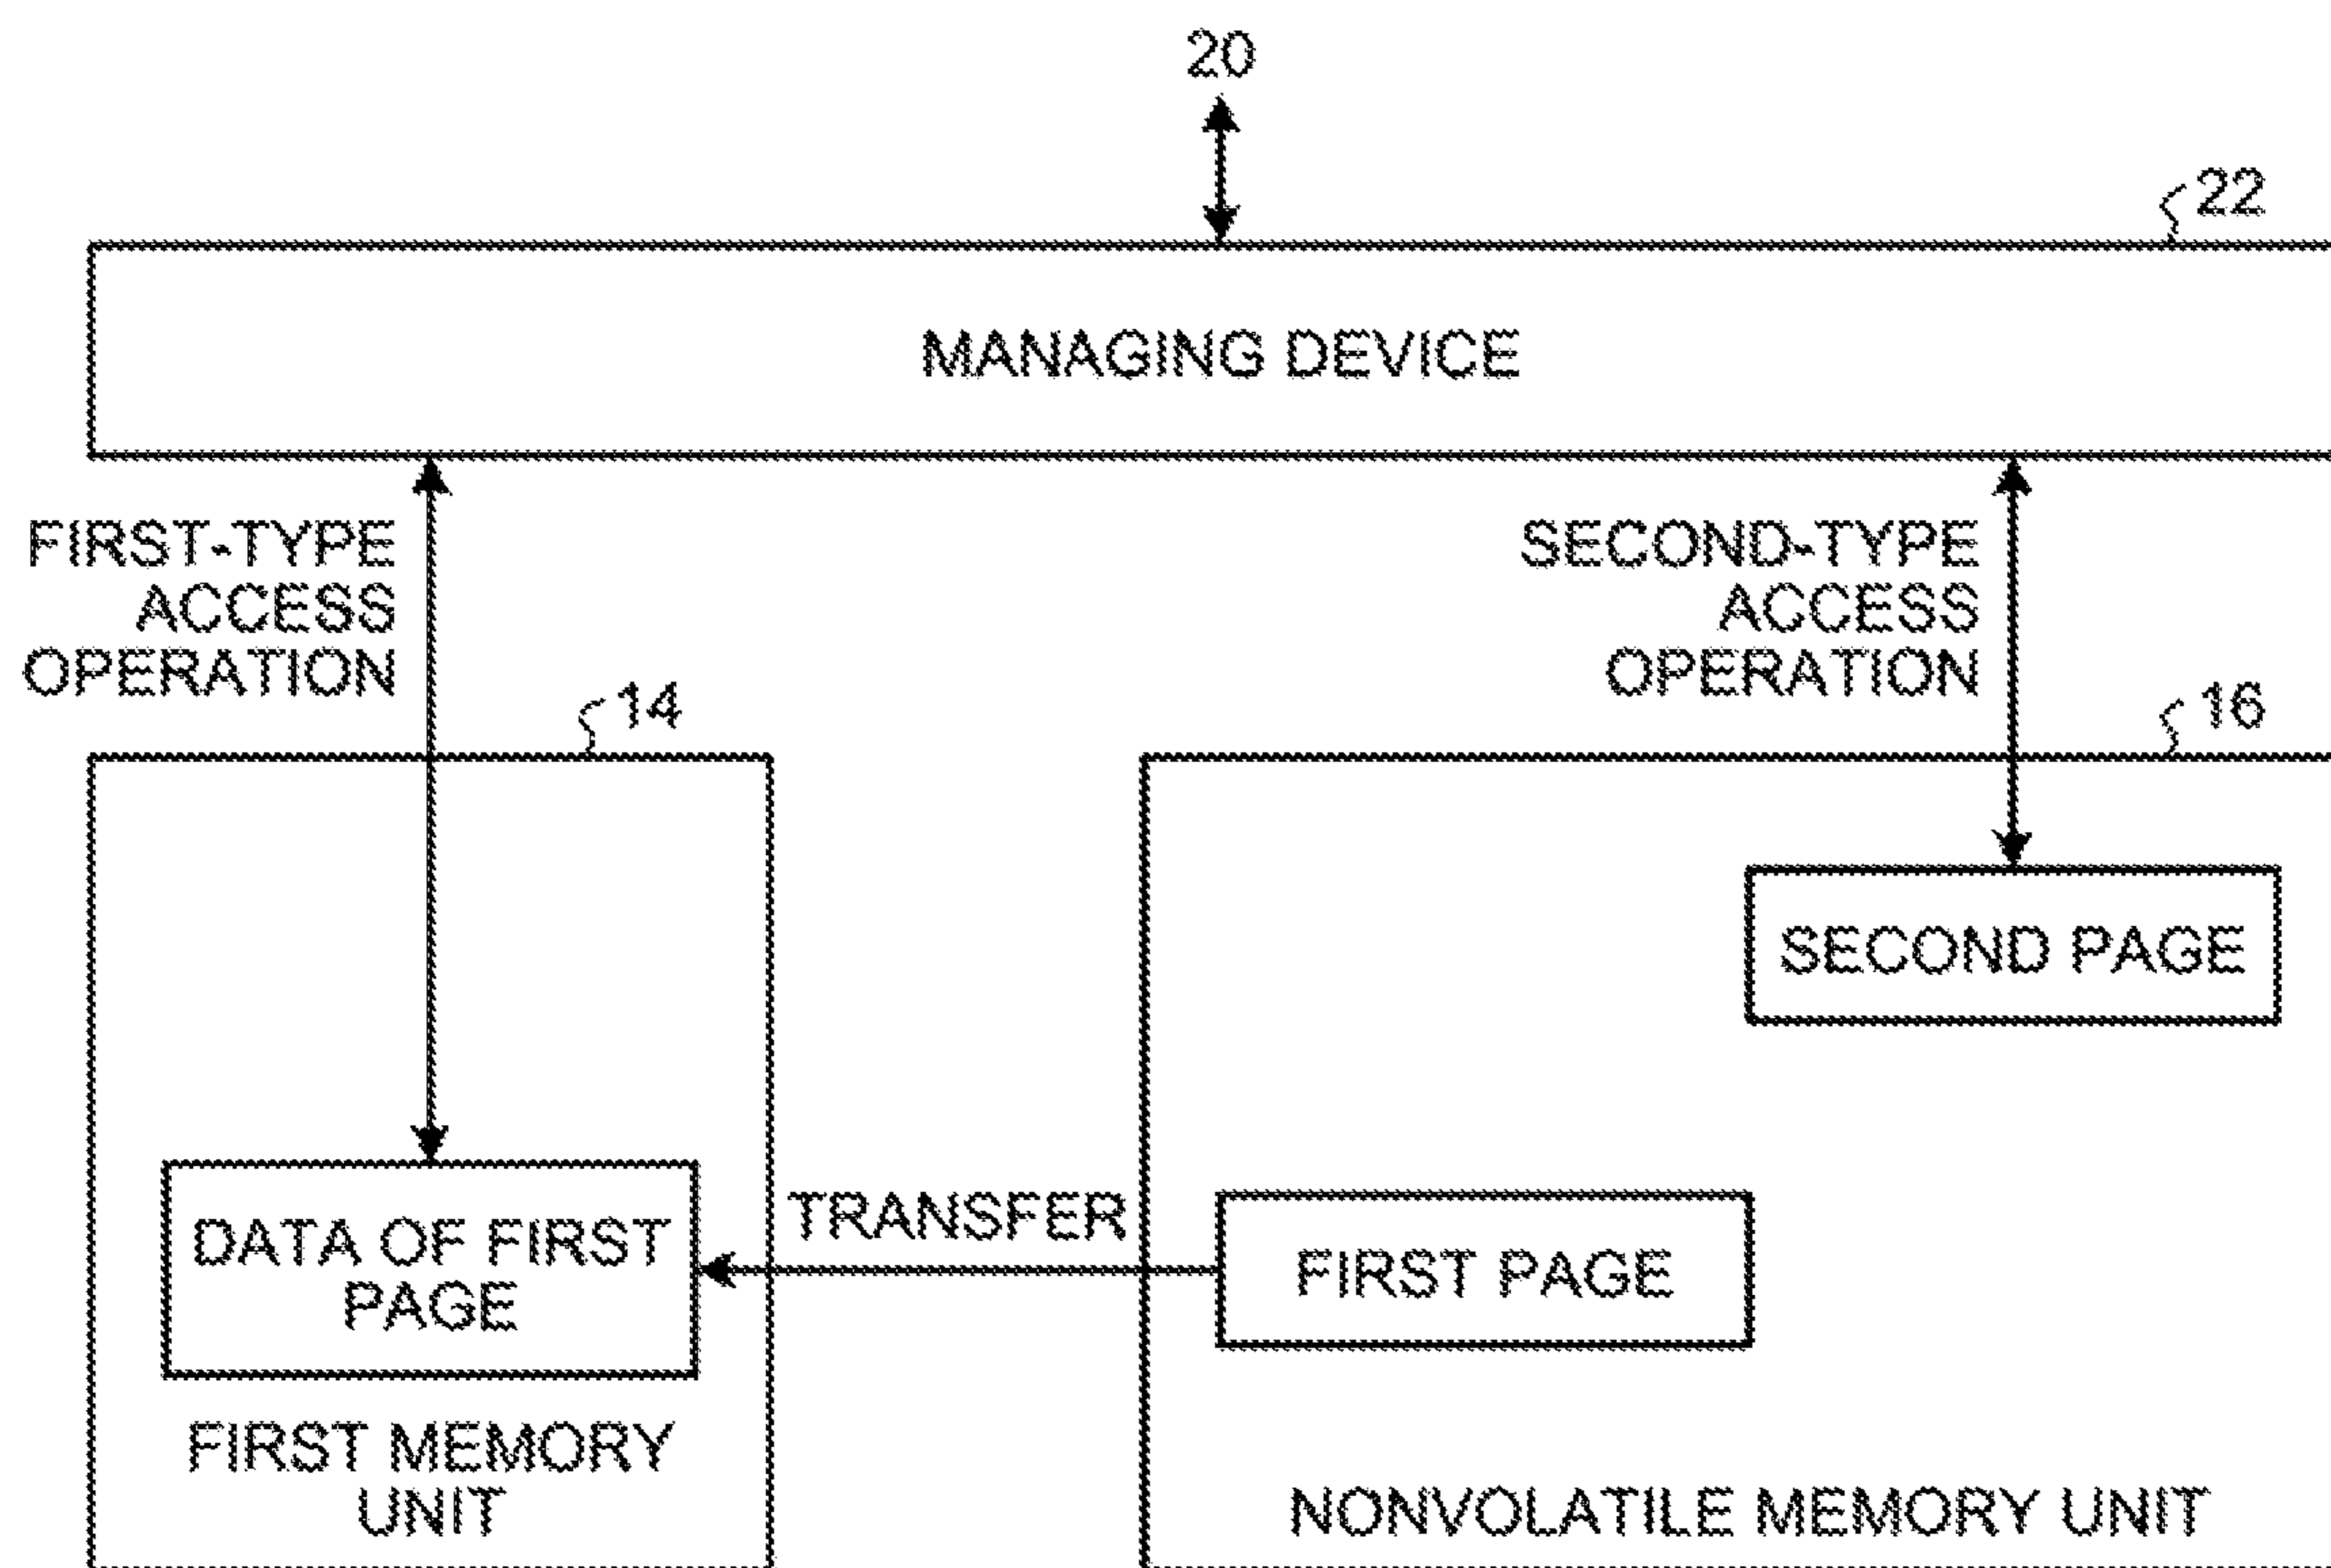 20
22
MANAGING DEVICE
FIRST-TYPE
ACCESS
OPERATION
SECOND-TYPE
ACCESS
OPERATION
14
16
SECOND PAGE
DATA OF FIRST
PAGE
TRANSFER
FIRST PAGE
FIRST MEMORY
UNIT
NONVOLATILE MEMORY UNIT